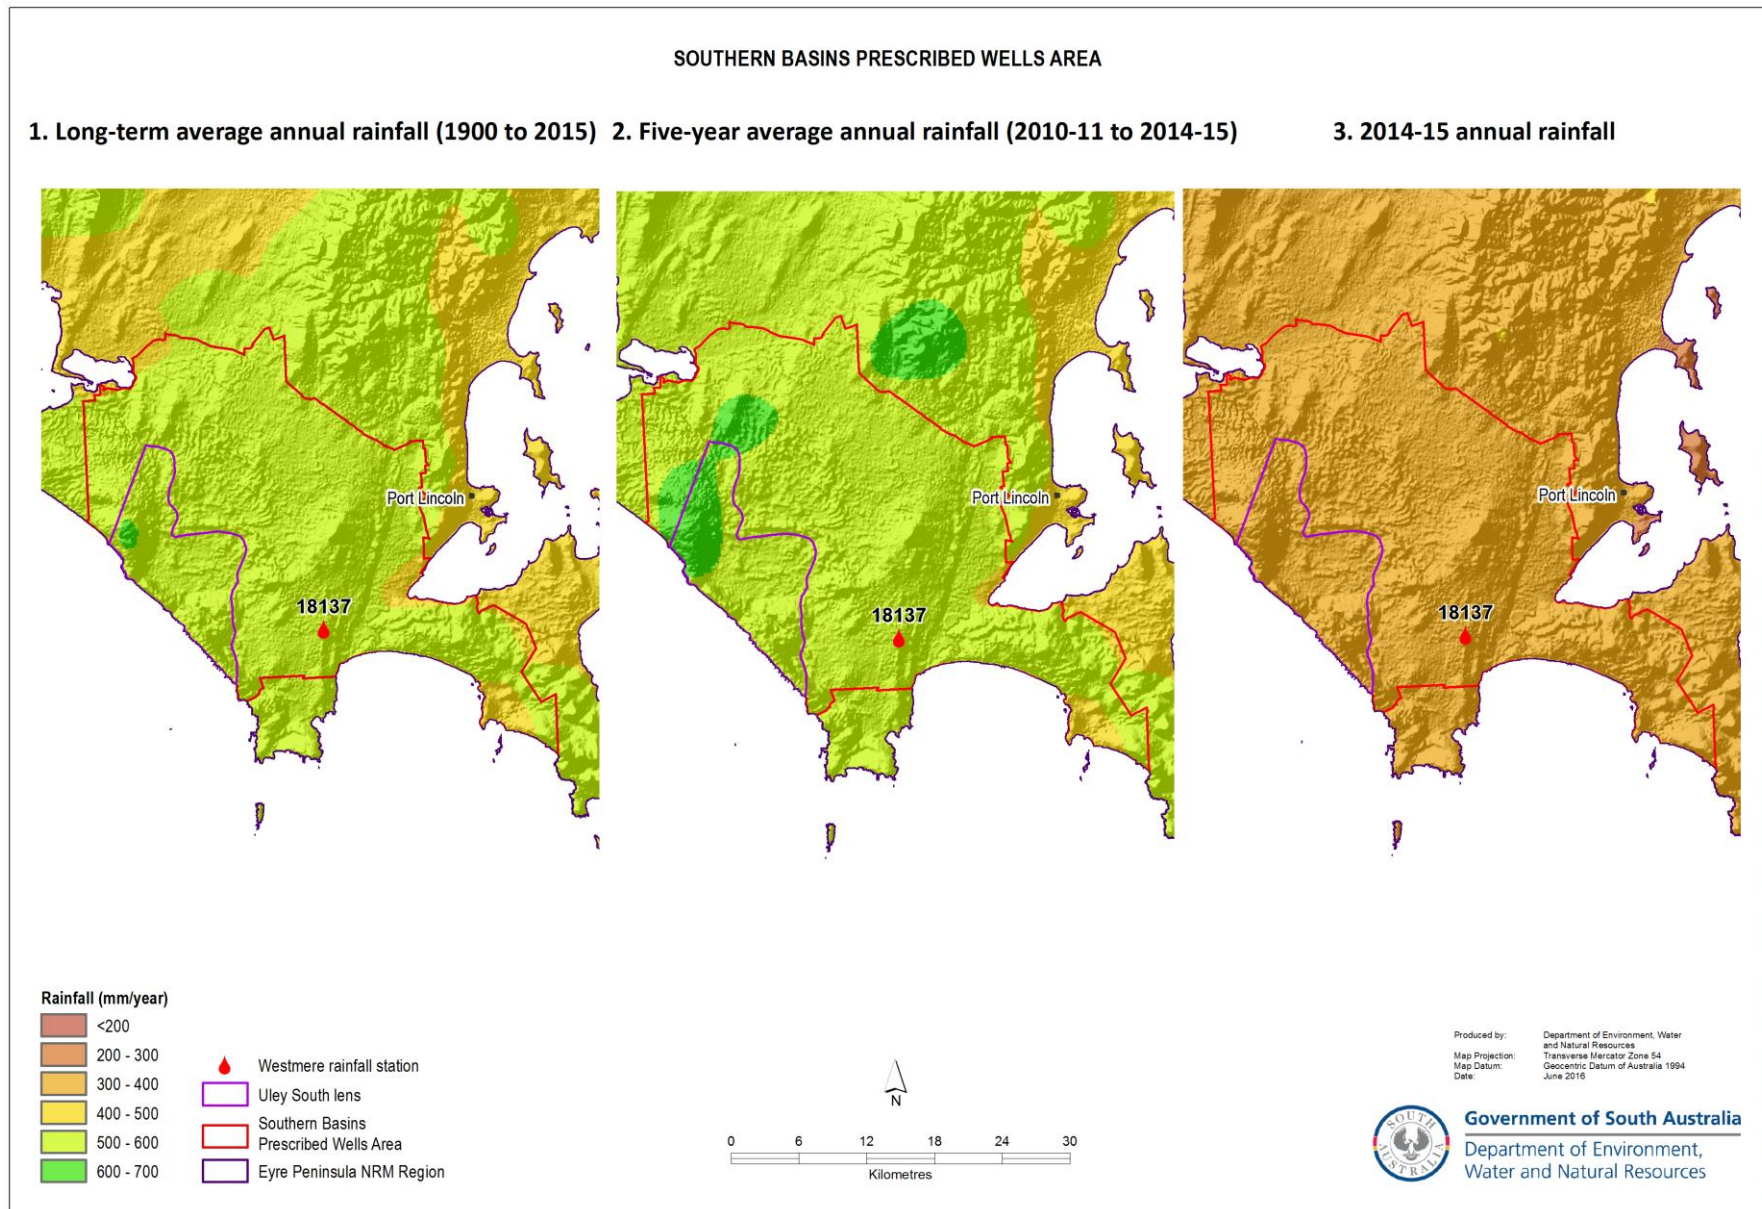 SOUTHERN BASINS PRESCRIBED WELLS AREA
1. Long-term average annual rainfall (1900 to 2015)
2. Five-year average annual rainfall (2010-11 to 2014-15)
3. 2014-15 annual rainfall
Port Lincoln
18137
Port Lincoln
18137
Port Lincoln
18137
Rainfall (mm/year)
<200
200 - 300
300 - 400
400 - 500
500 - 600
600 - 700
Westmere rainfall station
Uley South lens
Southern Basins
Prescribed Wells Area
Eyre Peninsula NRM Region
N
0 6 12 18 24 30
Kilometres
Produced by: Department of Environment, Water
and Natural Resources
Map Projection: Transverse Mercator Zone 54
Map Datum: Geocentric Datum of Australia 1994
Date: June 2016
SOUTH
AUSTRALIA
Government of South Australia
Department of Environment,
Water and Natural Resources